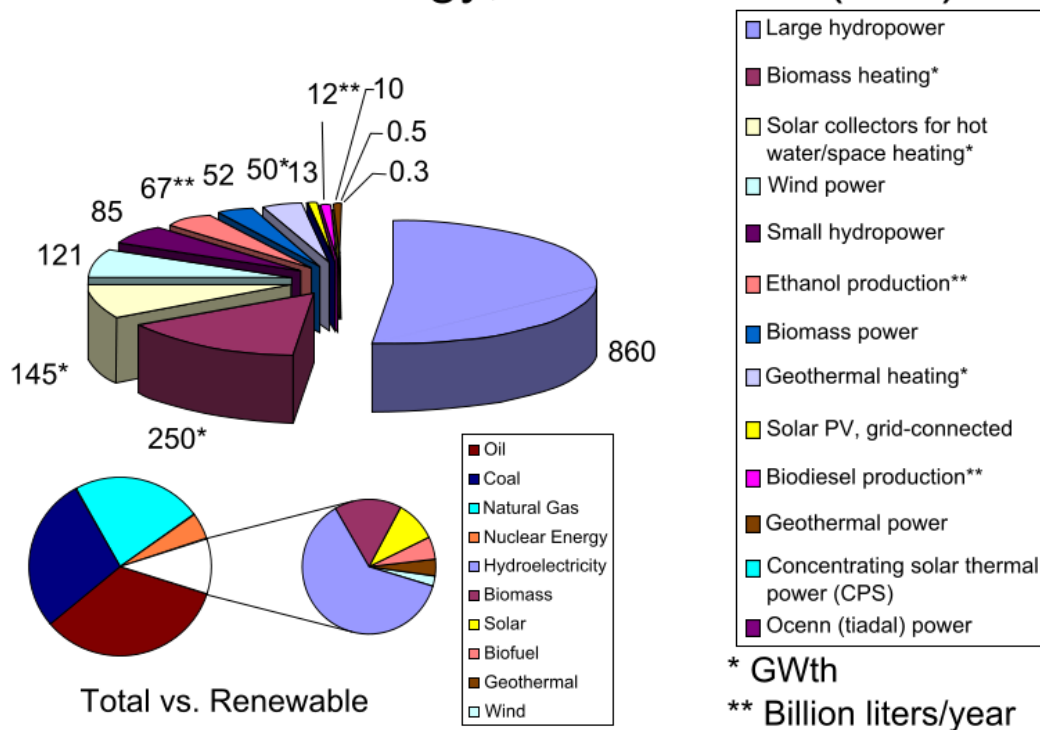 Large hydropower
Biomass heating*
Solar collectors for hot
water/space heating*
Wind power
Small hydropower
Ethanol production**
Biomass power
Geothermal heating*
Solar PV, grid-connected
Biodiesel production**
Geothermal power
Concentrating solar thermal
power (CPS)
Ocenn (tiadal) power
* GWth
** Billion liters/year
12**
10
0.5
0.3
67**
52
50*
13
85
121
145*
250*
860
Oil
Coal
Natural Gas
Nuclear Energy
Hydroelectricity
Biomass
Solar
Biofuel
Geothermal
Wind
Total vs. Renewable